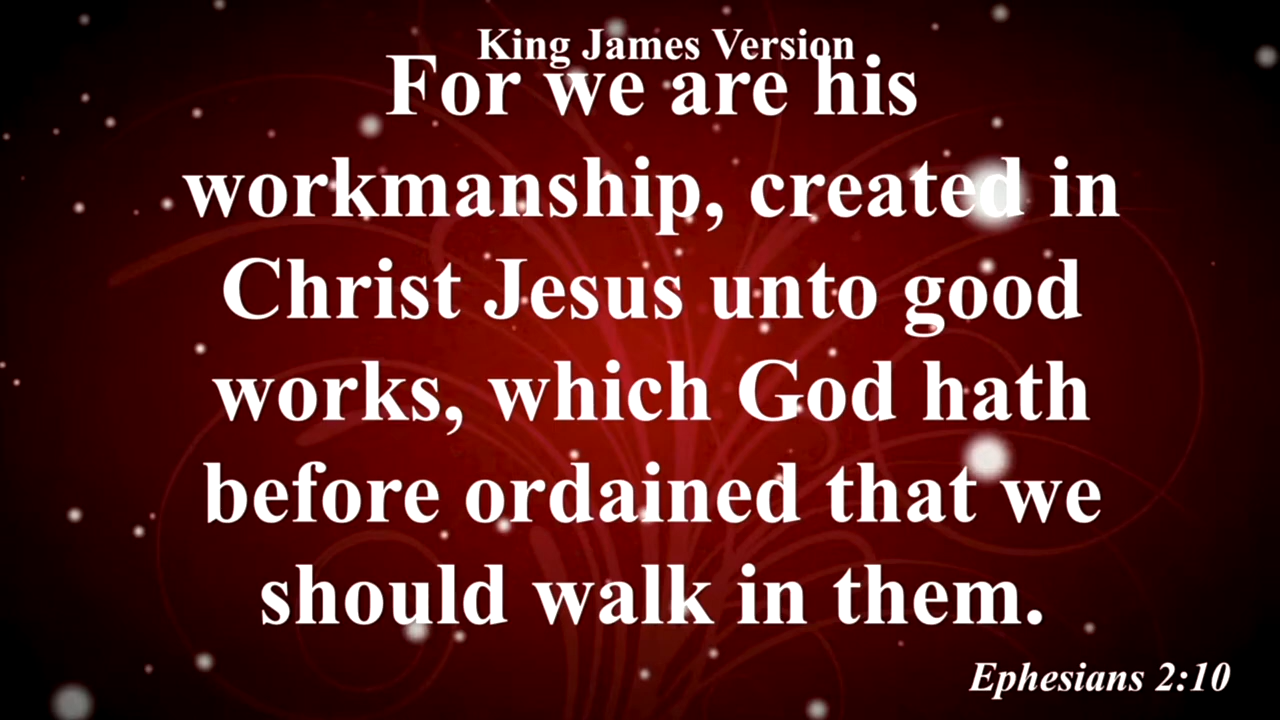 King James Version
For we are his
workmanship, created in
Christ Jesus unto good
works, which God hath
before ordained that we
should walk in them.
Ephesians 2:10